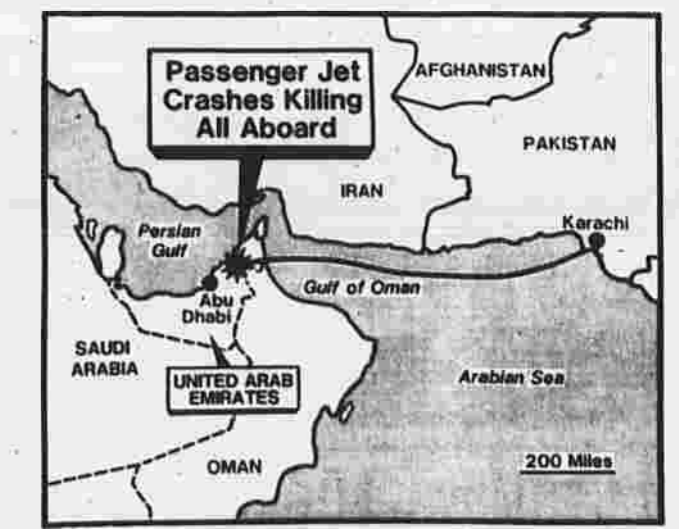 Passenger Jet
Crashes Killing
All Aboard
AFGHANISTAN
PAKISTAN
IRAN
Karachi
Persian
Gulf
Gulf of Oman
Abu
Dhabi
SAUDI
ARABIA
UNITED ARAB
EMIRATES
Arabian Sea
OMAN
200 Miles